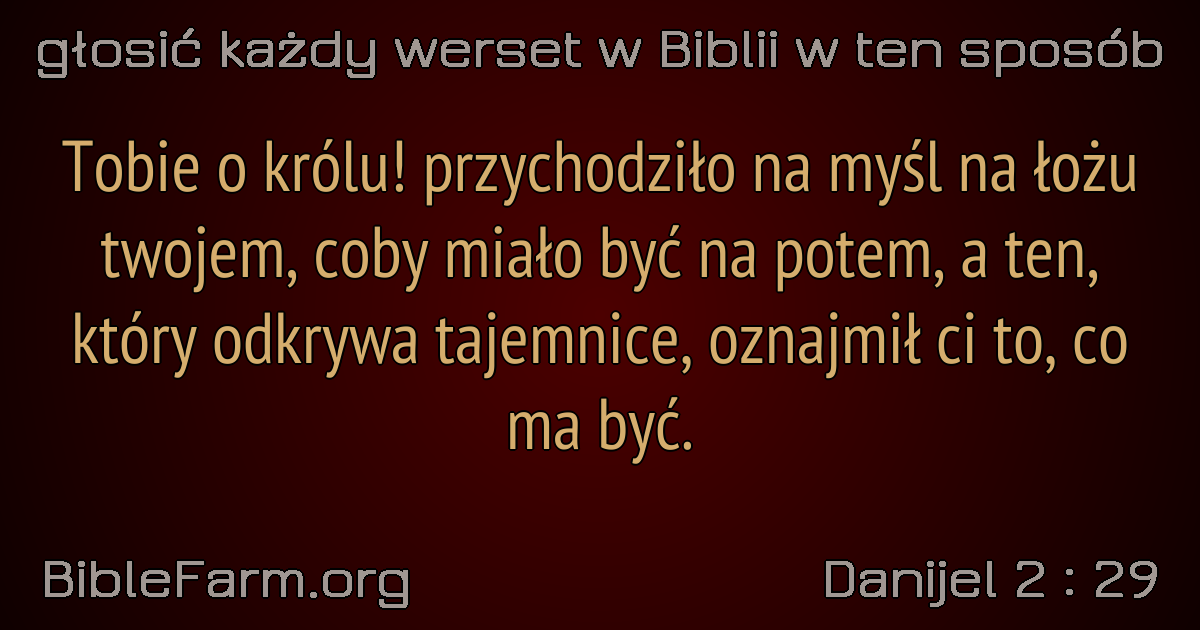 głosić każdy werset w Biblii w ten sposób
Tobie o królu! przychodziło na myśl na łożu
twojem, coby miało być na potem, a ten,
który odkrywa tajemnice, oznajmił ci to, co
ma być.
BibleFarm.org
Danijel 2 : 29